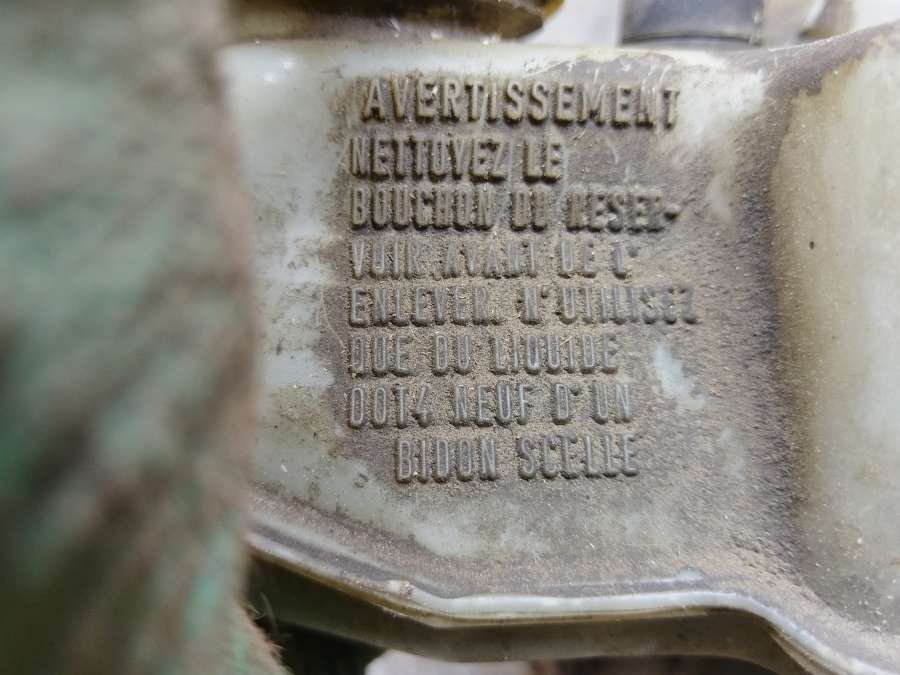 AVERTISSEMENT
NETTOYEZ LE
BOUCHON DU RESER-
VOIR AVANT DE L'
ENLEVER. N'UTILISEZ
QUE DU LIQUIDE
DOT4 NEUF D'UN
BIDON SCELLE